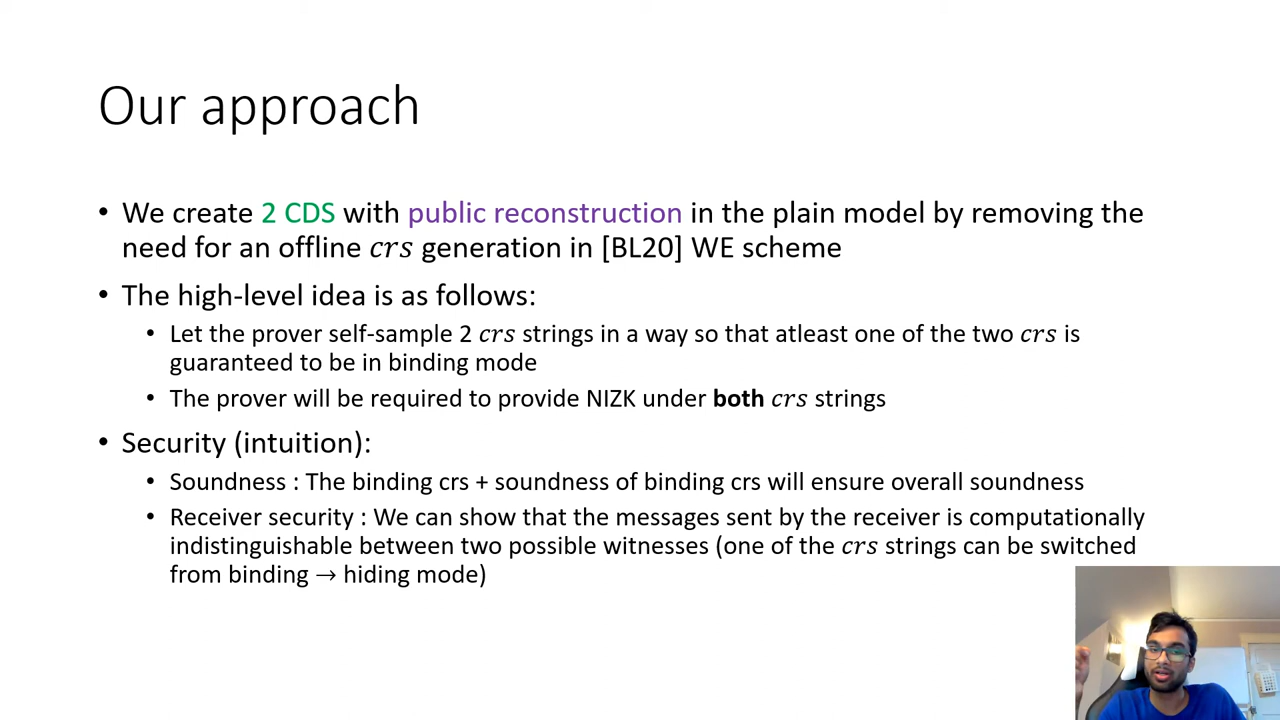 Our approach
• We create 2 CDS with public reconstruction in the plain model by removing the
need for an offline crs generation in [BL20] WE scheme
• The high-level idea is as follows:
• Let the prover self-sample 2 crs strings in a way so that atleast one of the two crs is
guaranteed to be in binding mode
• The prover will be required to provide NIZK under both crs strings
• Security (intuition):
• Soundness : The binding crs + soundness of binding crs will ensure overall soundness
• Receiver security : We can show that the messages sent by the receiver is computationally
indistinguishable between two possible witnesses (one of the crs strings can be switched
from binding → hiding mode)